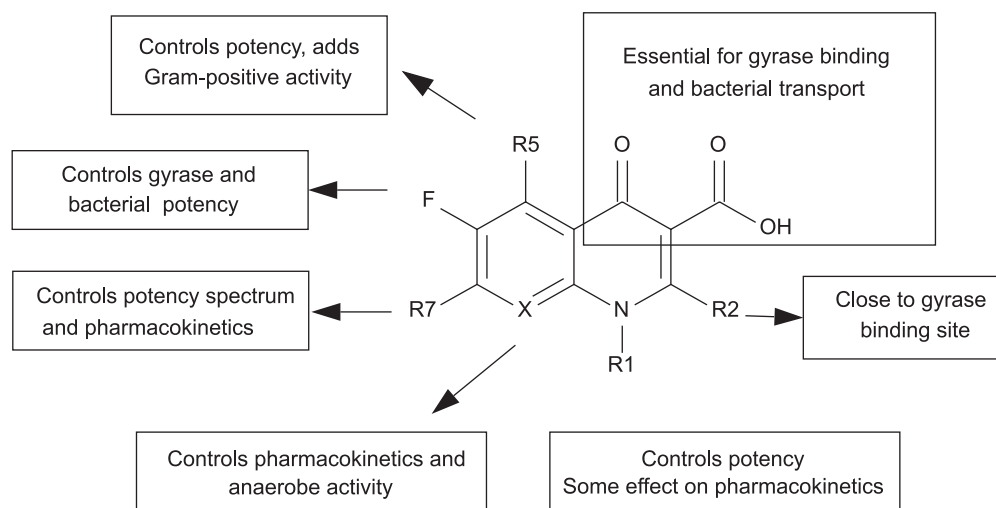 Controls potency, adds
Gram-positive activity
Essential for gyrase binding
and bacterial transport
R5
O
O
Controls gyrase and
bacterial potency
F
OH
Controls potency spectrum
and pharmacokinetics
R7
X
N
R2
Close to gyrase
binding site
R1
Controls pharmacokinetics and
anaerobe activity
Controls potency
Some effect on pharmacokinetics